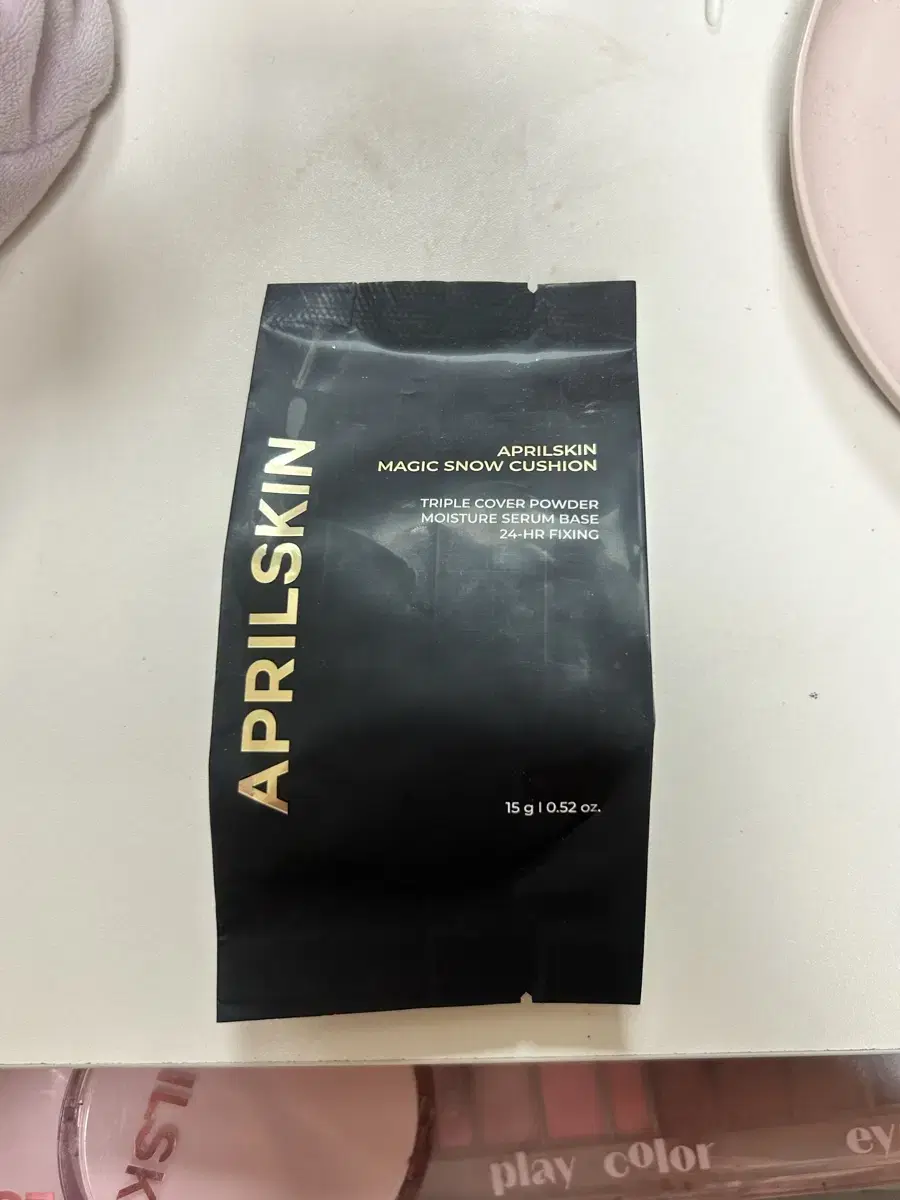 APRILSKIN
APRILSKIN
MAGIC SNOW CUSHION
TRIPLE COVER POWDER
MOISTURE SERUM BASE
24-HR FIXING
15 g | 0.52 oz.
play color